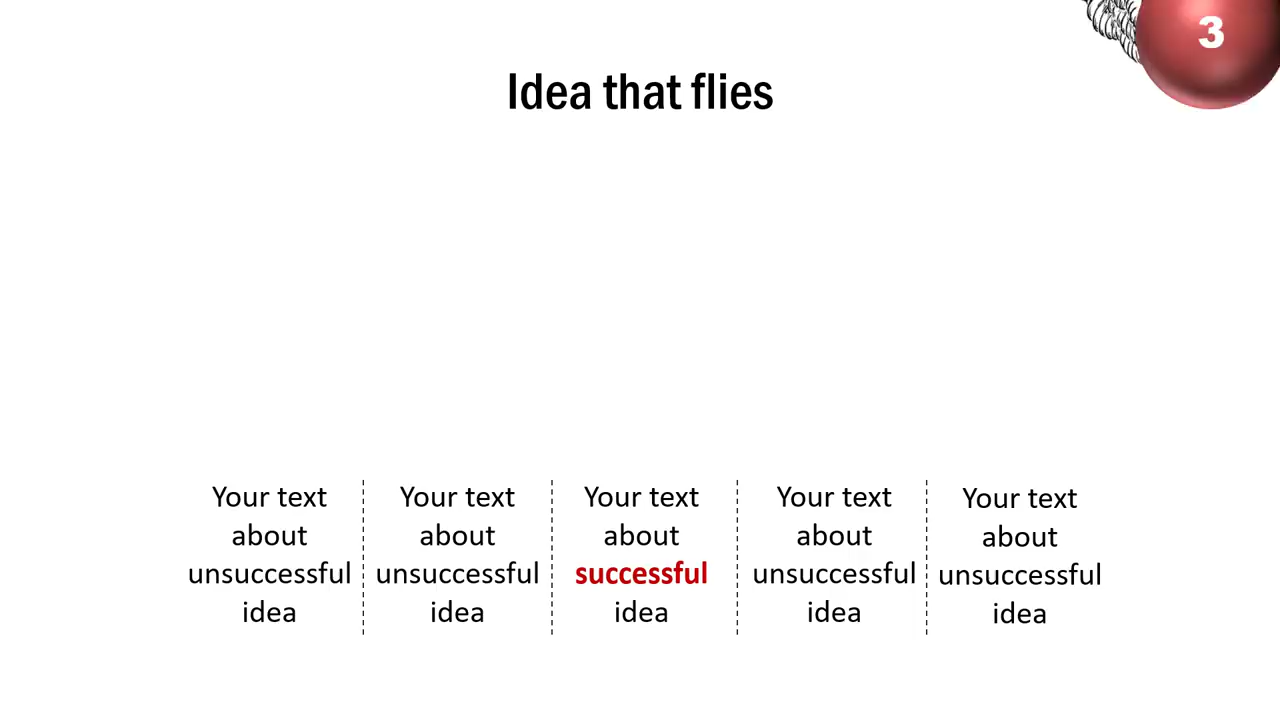 3
Idea that flies
Your text
about
unsuccessful
idea
Your text
about
unsuccessful
idea
Your text
about
successful
idea
Your text
about
unsuccessful
idea
Your text
about
unsuccessful
idea